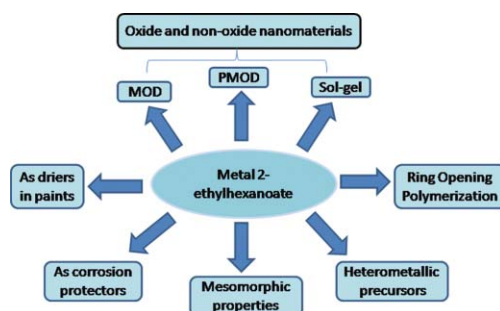 Oxide and non-oxide nanomaterials
MOD
PMOD
Sol-gel
As driers
in paints
Metal 2-
ethylhexanoate
Ring Opening
Polymerization
As corrosion
protectors
Mesomorphic
properties
Heterometallic
precursors